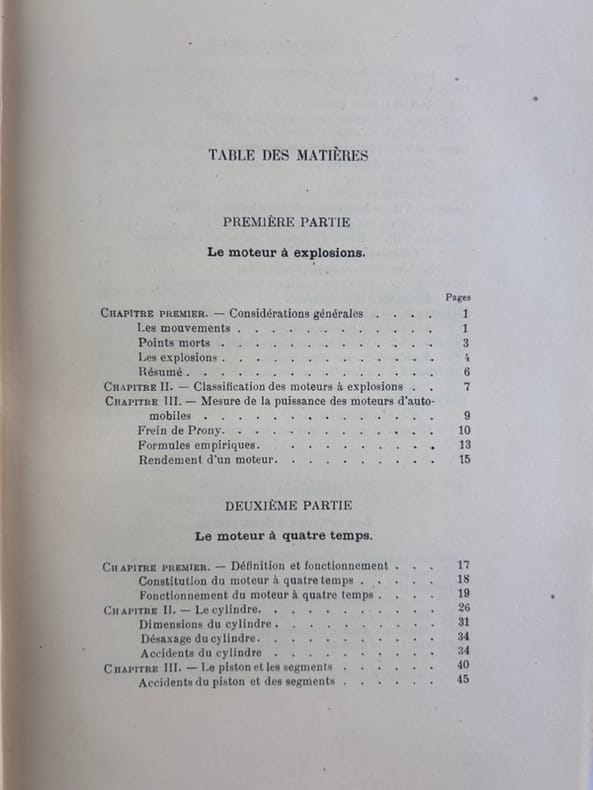 TABLE DES MATIÈRES
PREMIÈRE PARTIE
Le moteur à explosions.
Pages
CHAPITRE PREMIER. — Considérations générales . . . . 1
Les mouvements . . . . . . . . . . . . 1
Points morts . . . . . . . . . . . . . 3
Les explosions . . . . . . . . . . . . . 4
Résumé . . . . . . . . . . . . . . . 6
CHAPITRE II. — Classification des moteurs à explosions . . 7
CHAPITRE III. — Mesure de la puissance des moteurs d'auto-
mobiles . . . . . . . . . . . . . 9
Frein de Prony. . . . . . . . . . . . . 10
Formules empiriques. . . . . . . . . . 13
Rendement d'un moteur. . . . . . . . . . 15
DEUXIÈME PARTIE
Le moteur à quatre temps.
CHAPITRE PREMIER. — Définition et fonctionnement . . . 17
Constitution du moteur à quatre temps . . . . . 18
Fonctionnement du moteur à quatre temps . . . . 19
CHAPITRE II. — Le cylindre. . . . . . . . . . . 26
Dimensions du cylindre . . . . . . . . . . 31
Désaxage du cylindre. . . . . . . . . . . 34
Accidents du cylindre . . . . . . . . . . 34
CHAPITRE III. — Le piston et les segments . . . . . . 40
Accidents du piston et des segments . . . . . . 45